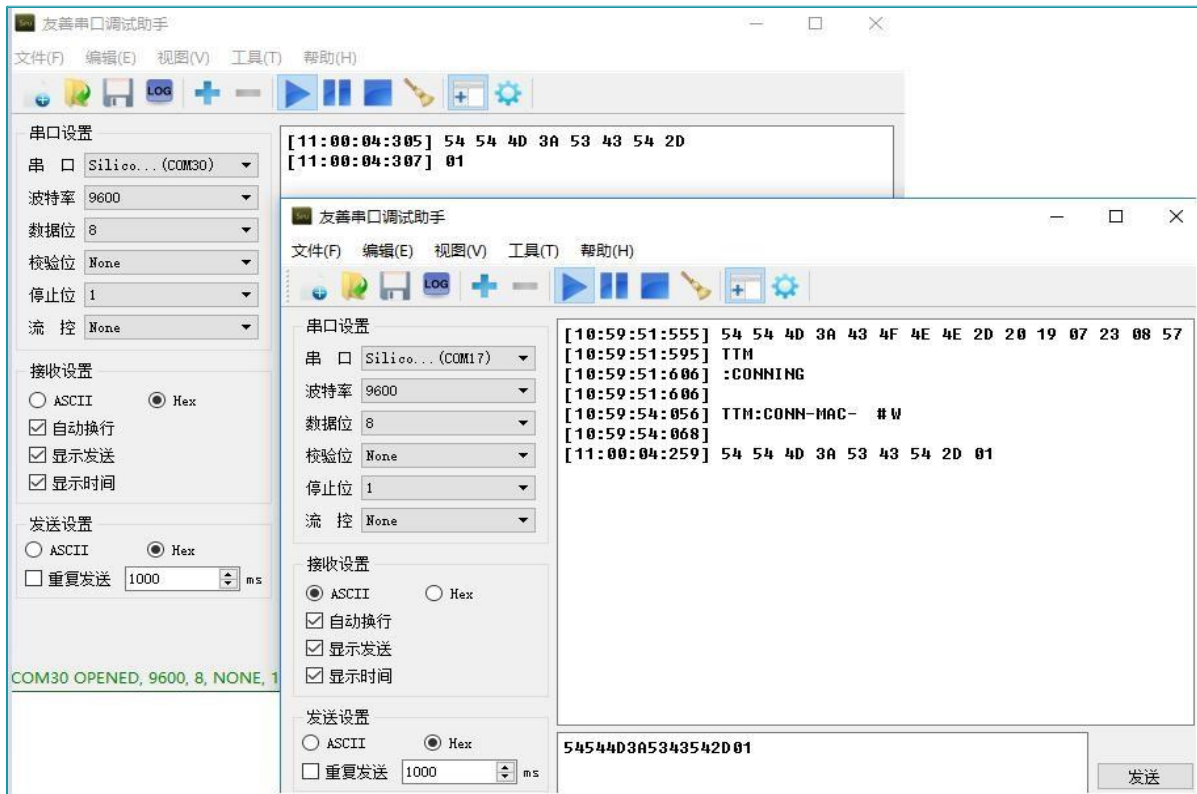 友善串口调试助手
文件(F) 编辑(E) 视图(V) 工具(T) 帮助(H)
LOG
串口设置
串 口 Silico... (COM30)
波特率 9600
数据位 8
校验位 None
停止位 1
流 控 None
接收设置
ASCII Hex
自动换行
显示发送
显示时间
发送设置
ASCII Hex
重复发送 1000 ms
COM30 OPENED, 9600, 8, NONE, 1
[11:00:04:305] 54 54 4D 3A 53 43 54 2D
[11:00:04:307] 01
友善串口调试助手
文件(F) 编辑(E) 视图(V) 工具(T) 帮助(H)
LOG
串口设置
串 口 Silico... (COM17)
波特率 9600
数据位 8
校验位 None
停止位 1
流 控 None
接收设置
ASCII Hex
自动换行
显示发送
显示时间
发送设置
ASCII Hex
重复发送 1000 ms
[10:59:51:555] 54 54 4D 3A 43 4F 4E 4E 2D 20 19 07 23 08 57
[10:59:51:595] TTM
[10:59:51:606] :CONNING
[10:59:51:606]
[10:59:54:056] TTM:CONN-MAC- #W
[10:59:54:068]
[11:00:04:259] 54 54 4D 3A 53 43 54 2D 01
54544D3A5343542D01
发送